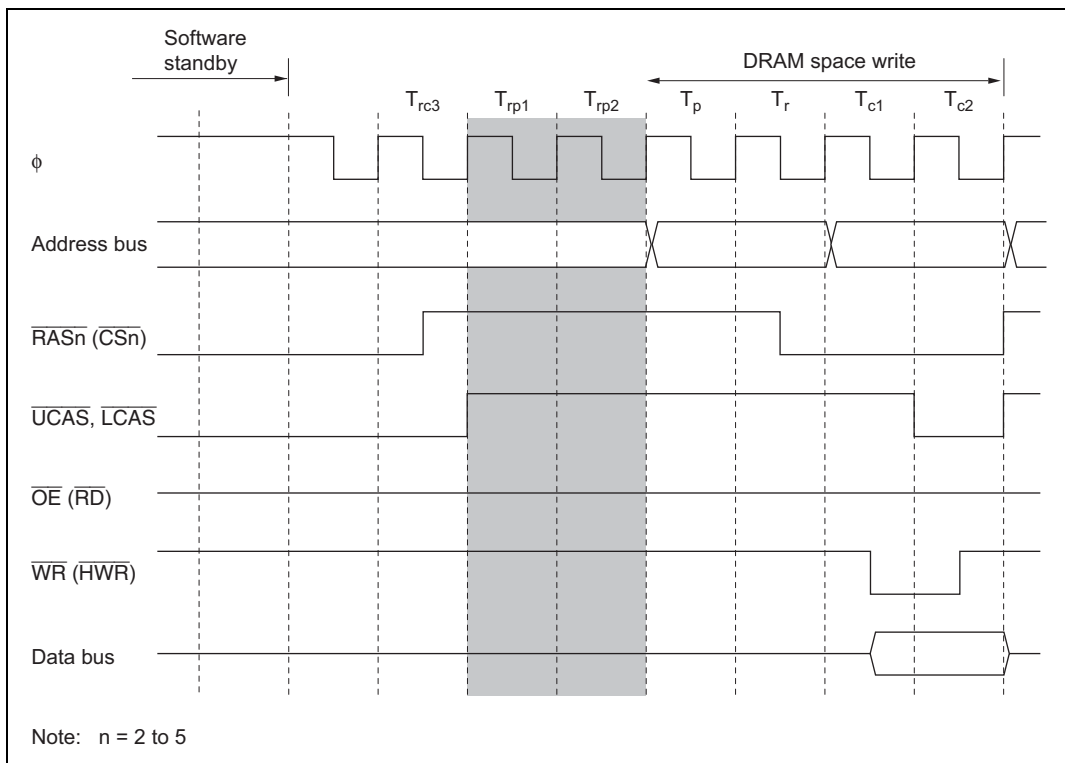 Software
standby
DRAM space write
Trc3 Trp1 Trp2 Tp Tr Tc1 Tc2
ϕ
Address bus
RASn (CSn)
UCAS, LCAS
OE (RD)
WR (HWR)
Data bus
Note: n = 2 to 5